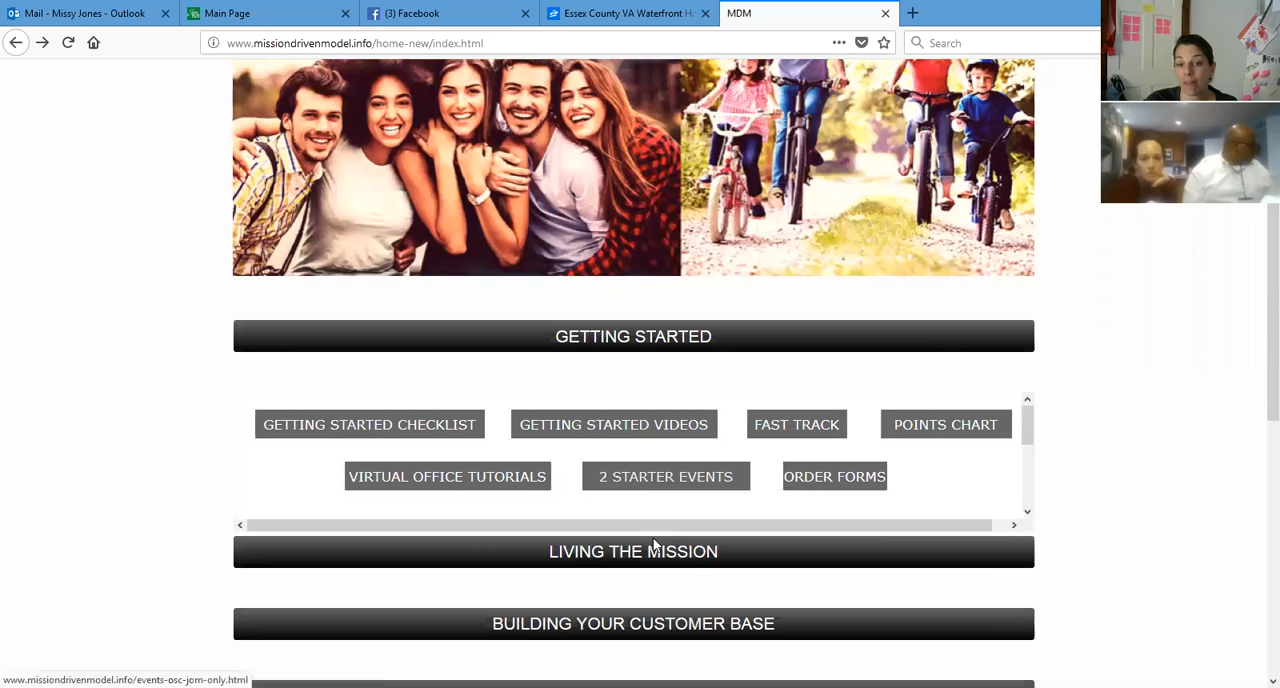 Mail - Missy Jones - Outlook
Main Page
(3) Facebook
Essex County VA Waterfront Ho
MDM
www.missiondrivenmodel.info/home-new/index.html
Search
GETTING STARTED
GETTING STARTED CHECKLIST
GETTING STARTED VIDEOS
FAST TRACK
POINTS CHART
VIRTUAL OFFICE TUTORIALS
2 STARTER EVENTS
ORDER FORMS
LIVING THE MISSION
BUILDING YOUR CUSTOMER BASE
www.missiondrivenmodel.info/events-osc-jom-only.html